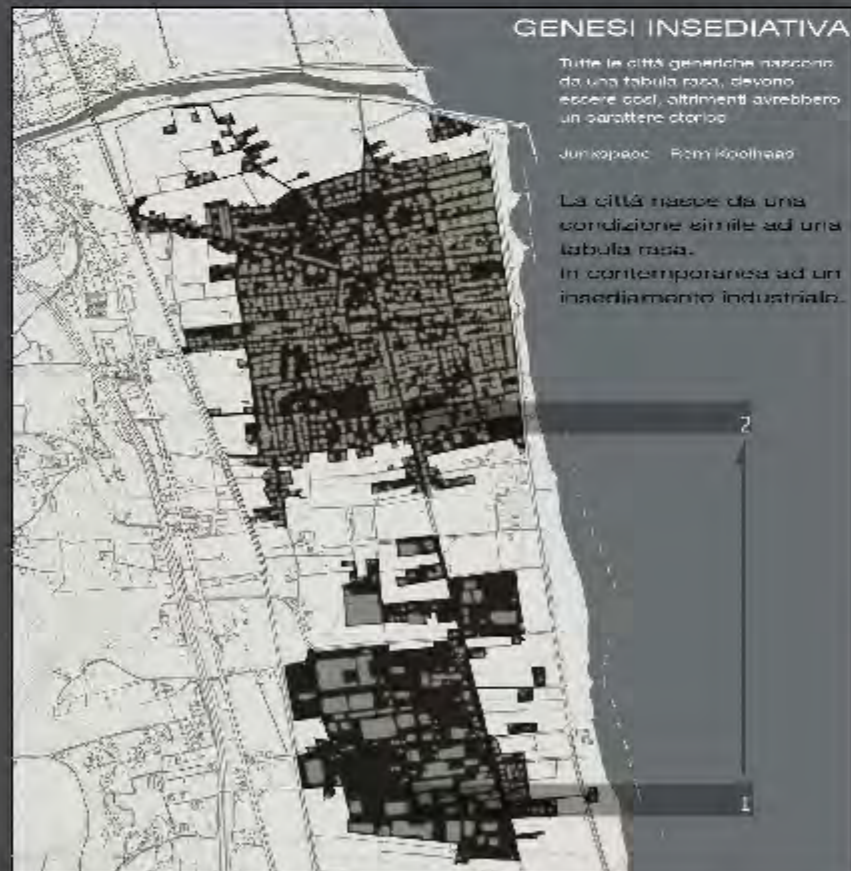 GENESI INSEDIATIVA
Tutte le città generiche nascono
da una tabula rasa, devono
essere così, altrimenti avrebbero
un carattere storico
Junkspace Rem Koolhaas
La città nasce da una
condizione simile ad una
tabula rasa.
In contemporanea ad un
insediamento industriale.
2
1